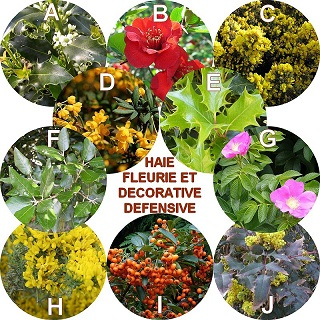 A
B
C
D
E
F
HAIE
FLEURIE ET
DECORATIVE
DEFENSIVE
G
H
I
J